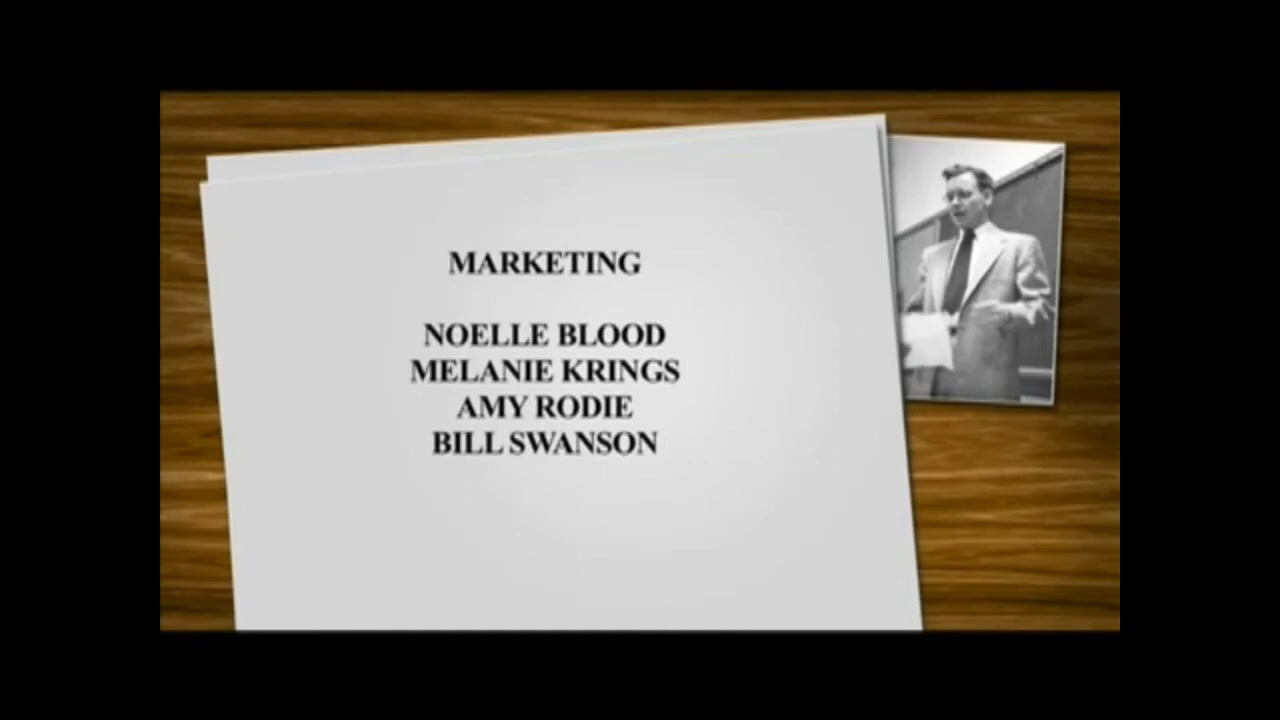 MARKETING
NOELLE BLOOD
MELANIE KRINGS
AMY RODIE
BILL SWANSON